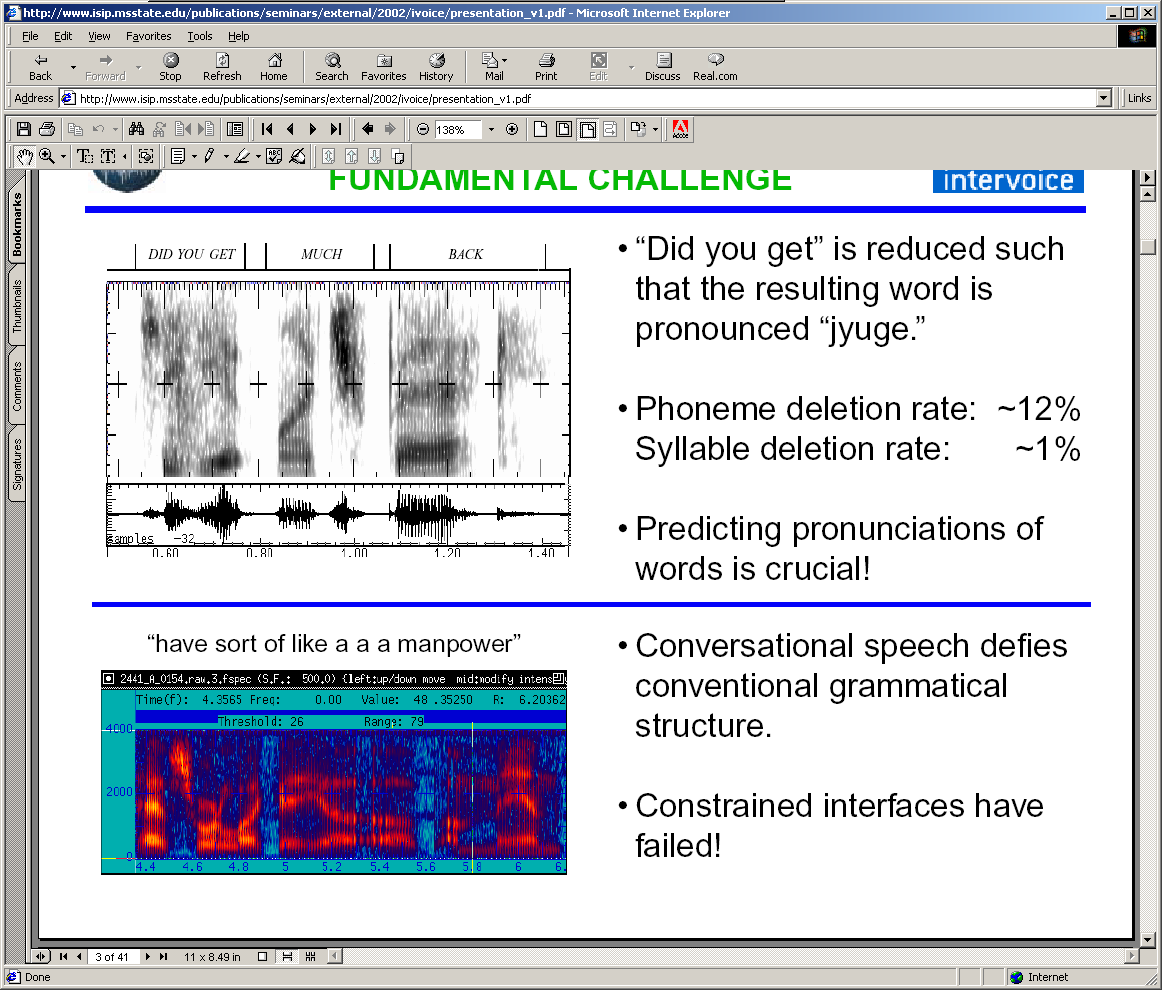 http://www.isip.msstate.edu/publications/seminars/external/2002/ivoice/presentation_v1.pdf - Microsoft Internet Explorer
File Edit View Favorites Tools Help
Back Forward Stop Refresh Home Search Favorites History Mail Print Edit Discuss Real.com
Address http://www.isip.msstate.edu/publications/seminars/external/2002/ivoice/presentation_v1.pdf Links
138% Adobe
ABC
Bookmarks
Thumbnails
Comments
Signatures
FUNDAMENTAL CHALLENGE
intervoice
DID YOU GET MUCH BACK
samples -32
0.60 0.80 1.00 1.20 1.40
• “Did you get” is reduced such
that the resulting word is
pronounced “jyuge.”
• Phoneme deletion rate: ~12%
Syllable deletion rate: ~1%
• Predicting pronunciations of
words is crucial!
“have sort of like a a a manpower”
2441_A_0154.raw.3.fspec (S.F.: 500.0) {left:up/down move mid:modify intens
Time(f): 4.3565 Freq: 0.00 Value: 48 .35250 R: 6.20362
Threshold: 26 Range: 79
4000
2000
0
4.4 4.6 4.8 5 5.2 5.4 5.6 5.8 6 6.
• Conversational speech defies
conventional grammatical
structure.
• Constrained interfaces have
failed!
3 of 41 11 x 8.49 in
Done Internet